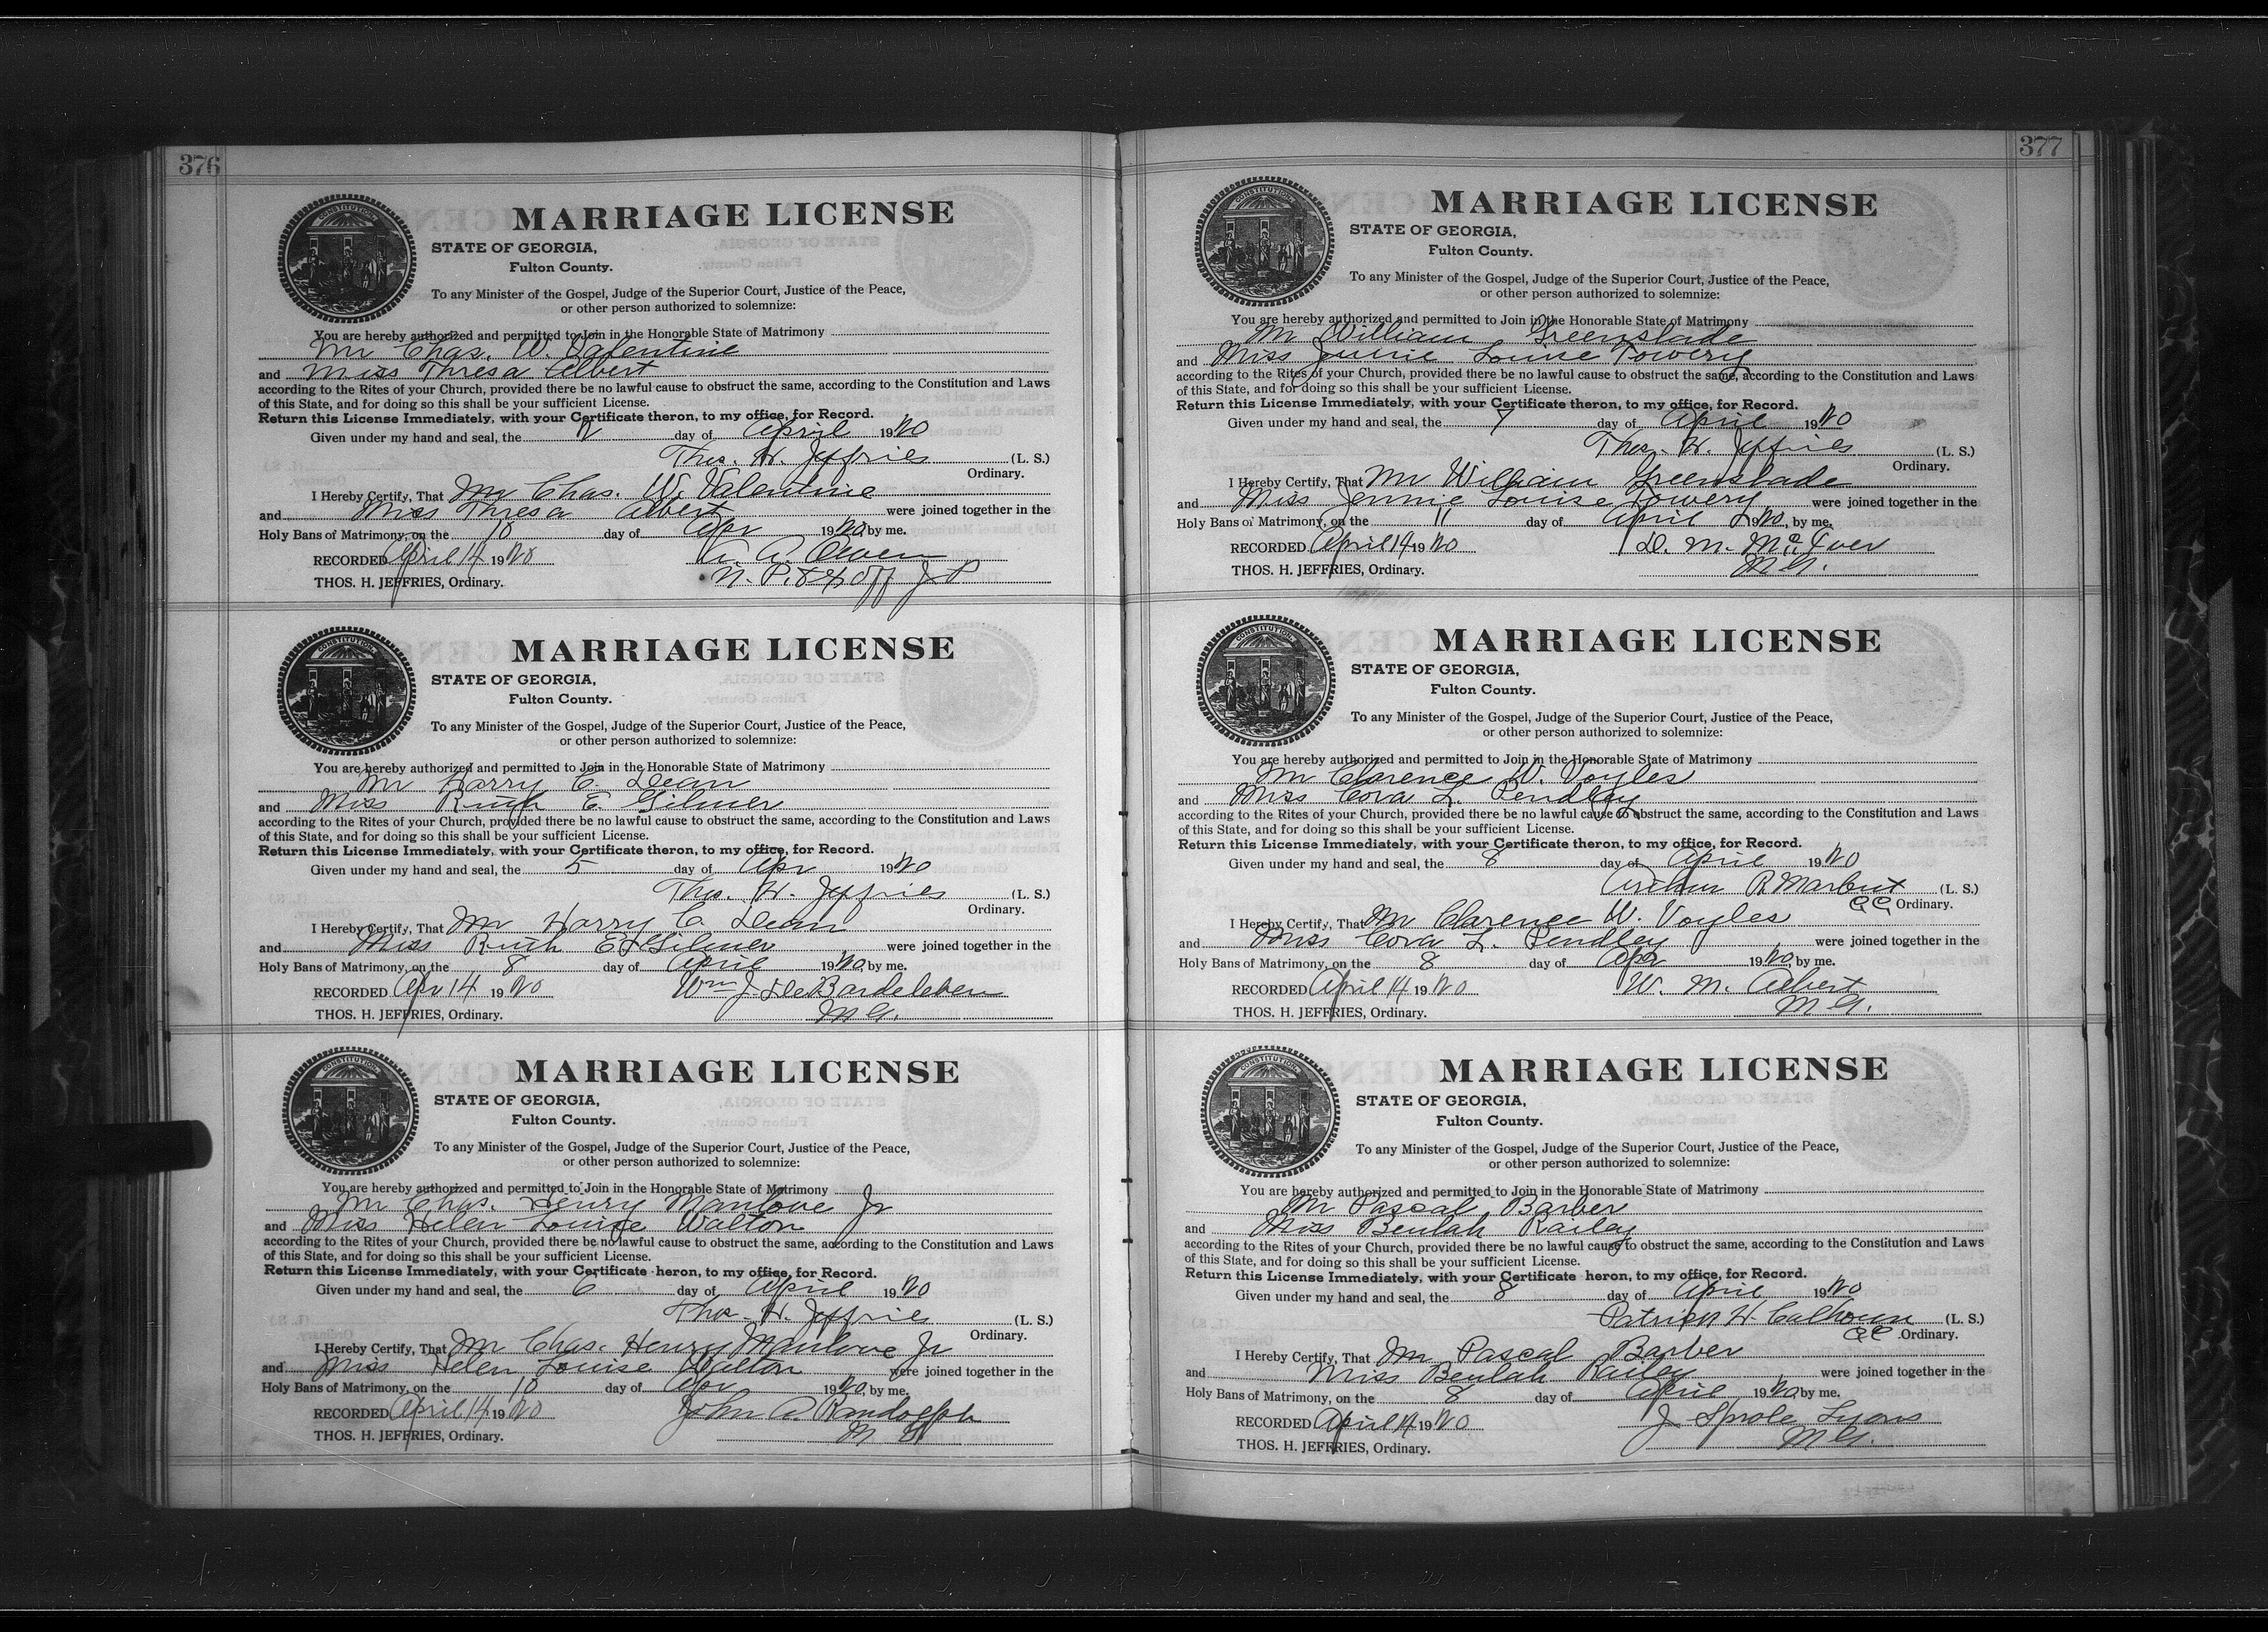 376
MARRIAGE LICENSE
STATE OF GEORGIA,
Fulton County.
To any Minister of the Gospel, Judge of the Superior Court, Justice of the Peace,
or other person authorized to solemnize:
You are hereby authorized and permitted to Join in the Honorable State of Matrimony
Mr Chas. W. Valentine
and Miss Thresa Albert
according to the Rites of your Church, provided there be no lawful cause to obstruct the same, according to the Constitution and Laws
of this State, and for doing so this shall be your sufficient License.
Return this License Immediately, with your Certificate theron, to my office, for Record.
Given under my hand and seal, the 2 day of April 1920
Thos. H. Jeffries (L. S.)
Ordinary.
I Hereby Certify, That Mr Chas. W. Valentine
and Miss Thresa Albert were joined together in the
Holy Bans of Matrimony, on the 10 day of Apr 1920, by me.
RECORDED April 14 1920 Owen
THOS. H. JEFFRIES, Ordinary. N. P. & Ex off J P
MARRIAGE LICENSE
STATE OF GEORGIA,
Fulton County.
To any Minister of the Gospel, Judge of the Superior Court, Justice of the Peace,
or other person authorized to solemnize:
You are hereby authorized and permitted to Join in the Honorable State of Matrimony
Mr Harry C. Dean
and Miss Ruth E. Gilmer
according to the Rites of your Church, provided there be no lawful cause to obstruct the same, according to the Constitution and Laws
of this State, and for doing so this shall be your sufficient License.
Return this License Immediately, with your Certificate theron, to my office, for Record.
Given under my hand and seal, the 5 day of Apr 1920
Thos. H. Jeffries (L. S.)
Ordinary.
I Hereby Certify, That Mr Harry C. Dean
and Miss Ruth E. Gilmer were joined together in the
Holy Bans of Matrimony, on the 8 day of April 1920, by me.
RECORDED Apr 14 1920 Wm J. DeBardeleben
THOS. H. JEFFRIES, Ordinary. M G.
MARRIAGE LICENSE
STATE OF GEORGIA,
Fulton County.
To any Minister of the Gospel, Judge of the Superior Court, Justice of the Peace,
or other person authorized to solemnize:
You are hereby authorized and permitted to Join in the Honorable State of Matrimony
Mr Chas. Henry Manlove Jr
and Miss Helen Louise Walton
according to the Rites of your Church, provided there be no lawful cause to obstruct the same, according to the Constitution and Laws
of this State, and for doing so this shall be your sufficient License.
Return this License Immediately, with your Certificate heron, to my office, for Record.
Given under my hand and seal, the 6 day of April 1920
Thos. H. Jeffries (L. S.)
Ordinary.
I Hereby Certify, That Mr Chas. Henry Manlove Jr
and Miss Helen Louise Walton were joined together in the
Holy Bans of Matrimony, on the 10 day of Apr 1920, by me.
RECORDED April 14 1920 John A. Randolph
THOS. H. JEFFRIES, Ordinary. M G
377
MARRIAGE LICENSE
STATE OF GEORGIA,
Fulton County.
To any Minister of the Gospel, Judge of the Superior Court, Justice of the Peace,
or other person authorized to solemnize:
You are hereby authorized and permitted to Join in the Honorable State of Matrimony
Mr William Greenslade
and Miss Jennie Louise Towery
according to the Rites of your Church, provided there be no lawful cause to obstruct the same, according to the Constitution and Laws
of this State, and for doing so this shall be your sufficient License.
Return this License Immediately, with your Certificate theron, to my office, for Record.
Given under my hand and seal, the 7 day of April 1920
Thos. H. Jeffries (L. S.)
Ordinary.
I Hereby Certify, That Mr William Greenslade
and Miss Jennie Louise Towery were joined together in the
Holy Bans of Matrimony, on the 11 day of April 1920, by me.
RECORDED April 14 1920 D. M. McIver
THOS. H. JEFFRIES, Ordinary. M G.
MARRIAGE LICENSE
STATE OF GEORGIA,
Fulton County.
To any Minister of the Gospel, Judge of the Superior Court, Justice of the Peace,
or other person authorized to solemnize:
You are hereby authorized and permitted to Join in the Honorable State of Matrimony
Mr Clarence W. Voyles
and Miss Cora L. Pendley
according to the Rites of your Church, provided there be no lawful cause to obstruct the same, according to the Constitution and Laws
of this State, and for doing so this shall be your sufficient License.
Return this License Immediately, with your Certificate theron, to my office, for Record.
Given under my hand and seal, the 8 day of April 1920
Arthur R. Marbut (L. S.)
CC Ordinary.
I Hereby Certify, That Mr Clarence W. Voyles
and Miss Cora L. Pendley were joined together in the
Holy Bans of Matrimony, on the 8 day of Apr 1920, by me.
RECORDED April 14 1920 W. M. Albert
THOS. H. JEFFRIES, Ordinary. M G.
MARRIAGE LICENSE
STATE OF GEORGIA,
Fulton County.
To any Minister of the Gospel, Judge of the Superior Court, Justice of the Peace,
or other person authorized to solemnize:
You are hereby authorized and permitted to Join in the Honorable State of Matrimony
Mr Pascal Barber
and Miss Beulah Railey
according to the Rites of your Church, provided there be no lawful cause to obstruct the same, according to the Constitution and Laws
of this State, and for doing so this shall be your sufficient License.
Return this License Immediately, with your Certificate heron, to my office, for Record.
Given under my hand and seal, the 8 day of April 1920
Patrick H. Calhoun (L. S.)
CC Ordinary.
I Hereby Certify, That Mr Pascal Barber
and Miss Beulah Railey were joined together in the
Holy Bans of Matrimony, on the 8 day of April 1920, by me.
RECORDED April 14 1920 J Sprole Lyons
THOS. H. JEFFRIES, Ordinary. M G.